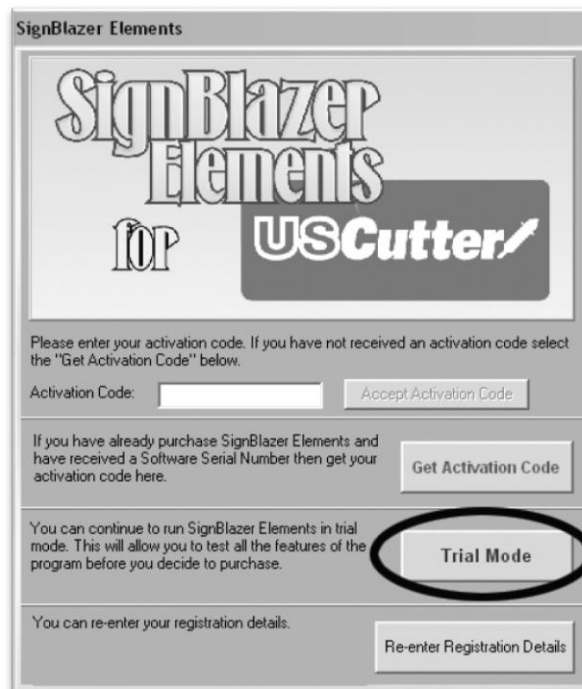 SignBlazer Elements
SignBlazer
Elements
for
USCutter
Please enter your activation code. If you have not received an activation code select
the "Get Activation Code" below.
Activation Code:
Accept Activation Code
If you have already purchase SignBlazer Elements and
have received a Software Serial Number then get your
activation code here.
Get Activation Code
You can continue to run SignBlazer Elements in trial
mode. This will allow you to test all the features of the
program before you decide to purchase.
Trial Mode
You can re-enter your registration details.
Re-enter Registration Details